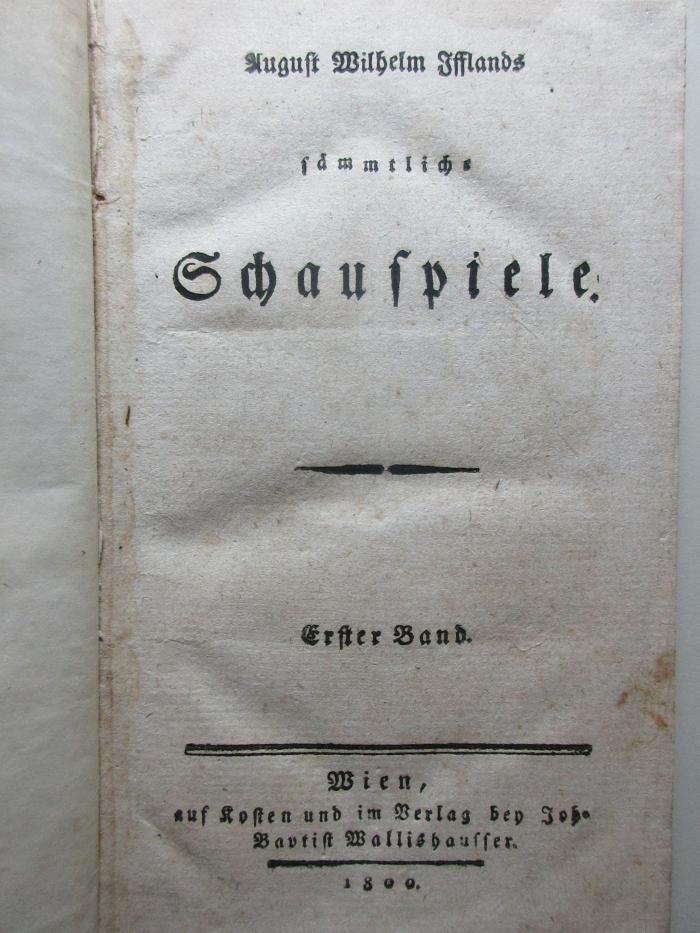 August Wilhelm Ifflands
sämmtliche
Schauspiele.
Erster Band.
Wien,
auf Kosten und im Verlag bey Joh.
Baptist Wallishausser.
1800.